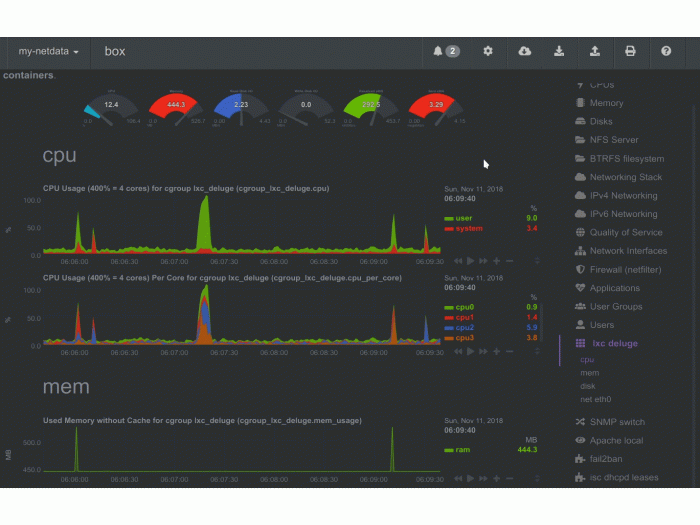 my-netdata
box
2
containers.
12.4
444.3
2.23
0.0
292.5
3.29
cpu
CPU Usage (400% = 4 cores) for cgroup lxc_deluge (cgroup_lxc_deluge.cpu)
100.0
50.0
0.0
%
06:06:00 06:06:30 06:07:00 06:07:30 06:08:00 06:08:30 06:09:00 06:09:30
Sun, Nov 11, 2018
06:09:40
%
user 9.0
system 3.4
CPU Usage (400% = 4 cores) Per Core for cgroup lxc_deluge (cgroup_lxc_deluge.cpu_per_core)
100.0
50.0
0.0
%
06:06:00 06:06:30 06:07:00 06:07:30 06:08:00 06:08:30 06:09:00 06:09:30
Sun, Nov 11, 2018
06:09:40
%
cpu0 0.9
cpu1 1.4
cpu2 5.9
cpu3 3.8
mem
Used Memory without Cache for cgroup lxc_deluge (cgroup_lxc_deluge.mem_usage)
500.0
450.0
MB
06:06:00 06:06:30 06:07:00 06:07:30 06:08:00 06:08:30 06:09:00 06:09:30
Sun, Nov 11, 2018
06:09:40
MB
ram 444.3
CPUs
Memory
Disks
NFS Server
BTRFS filesystem
Networking Stack
IPv4 Networking
IPv6 Networking
Quality of Service
Network Interfaces
Firewall (netfilter)
Applications
User Groups
Users
lxc deluge
cpu
mem
disk
net eth0
SNMP switch
Apache local
fail2ban
isc dhcpd leases